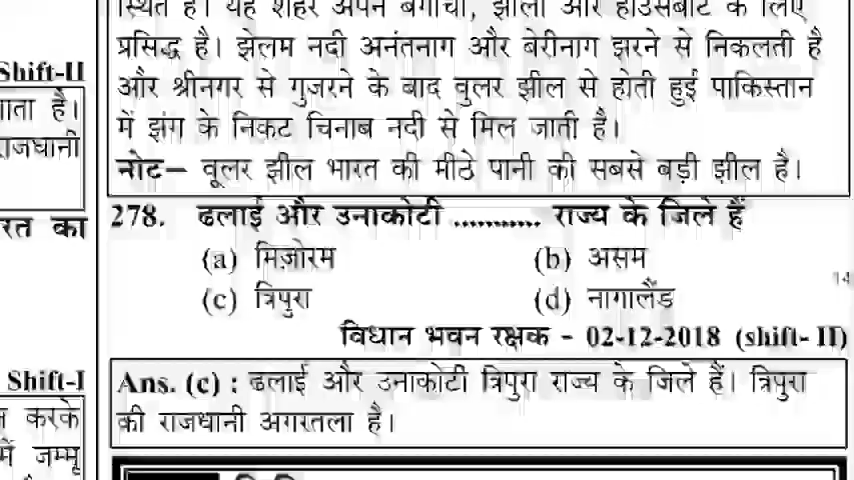 स्थित है। यह शहर अपने बगीचों, झीलों और हाउसबोट के लिए
प्रसिद्ध है। झेलम नदी अनंतनाग और बेरीनाग झरने से निकलती है
और श्रीनगर से गुजरने के बाद वुलर झील से होती हुई पाकिस्तान
में झंग के निकट चिनाब नदी से मिल जाती है।
नोट– वूलर झील भारत की मीठे पानी की सबसे बड़ी झील है।
278. ढलाई और उनाकोटी ........... राज्य के जिले हैं
(a) मिज़ोरम (b) असम
(c) त्रिपुरा (d) नागालैंड
विधान भवन रक्षक - 02-12-2018 (shift- II)
Ans. (c) : ढलाई और उनाकोटी त्रिपुरा राज्य के जिले हैं। त्रिपुरा
की राजधानी अगरतला है।
Shift-II
है।
राजधानी
का
Shift-I
करके
में जम्मू
14